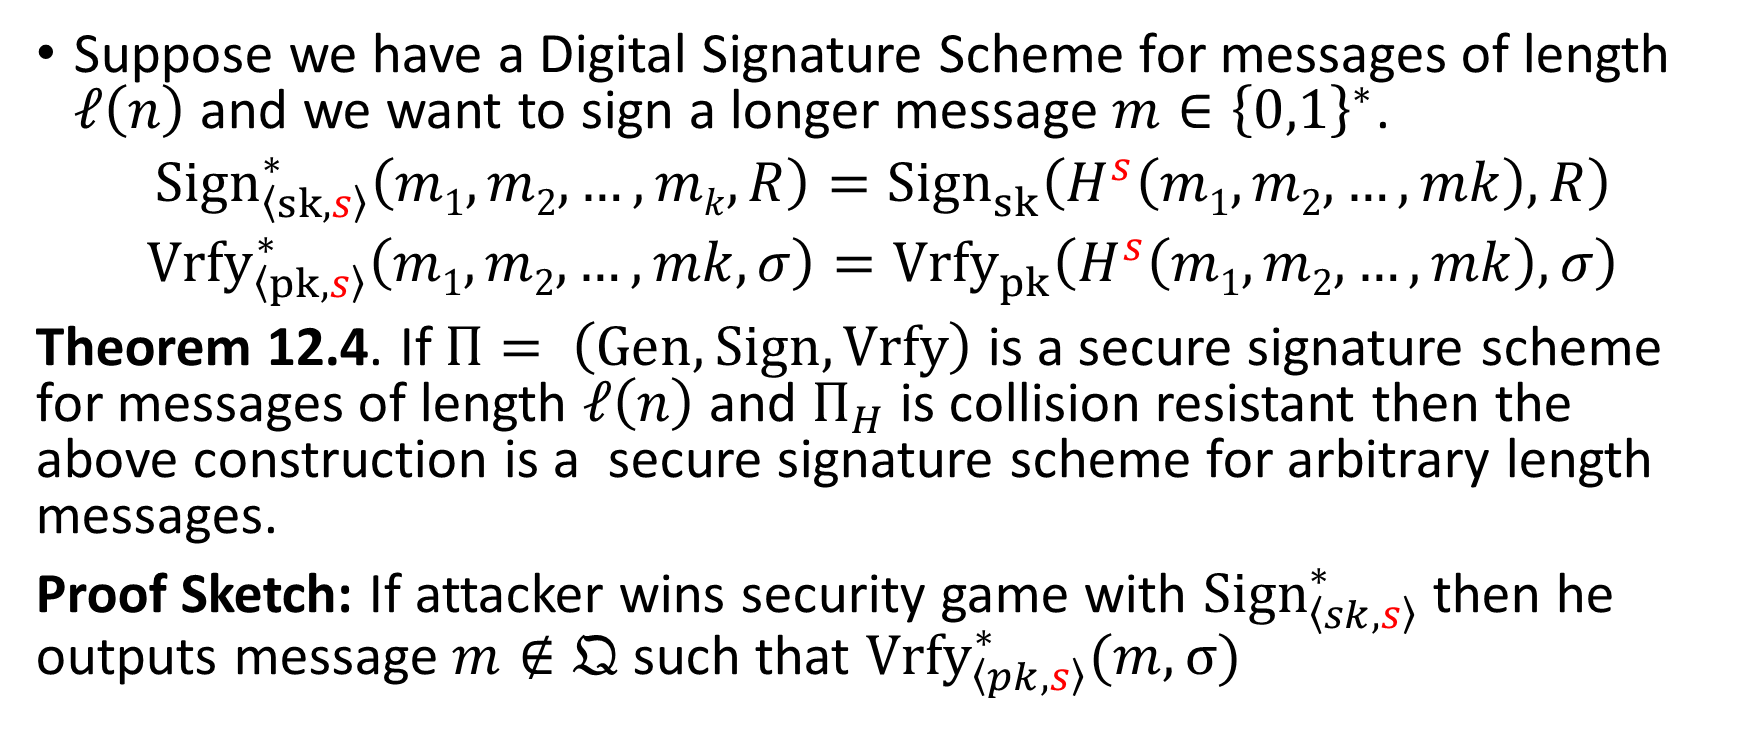 • Suppose we have a Digital Signature Scheme for messages of length
ℓ(n) and we want to sign a longer message m ∈ {0,1}*.
Sign*⟨sk,s⟩(m₁, m₂, … , mₖ, R) = Signsk(Hˢ(m₁, m₂, … , mk), R)
Vrfy*⟨pk,s⟩(m₁, m₂, … , mk, σ) = Vrfypk(Hˢ(m₁, m₂, … , mk), σ)
Theorem 12.4. If Π = (Gen, Sign, Vrfy) is a secure signature scheme
for messages of length ℓ(n) and Π_H is collision resistant then the
above construction is a secure signature scheme for arbitrary length
messages.
Proof Sketch: If attacker wins security game with Sign*⟨sk,s⟩ then he
outputs message m ∉ 𝔔 such that Vrfy*⟨pk,s⟩(m, σ)